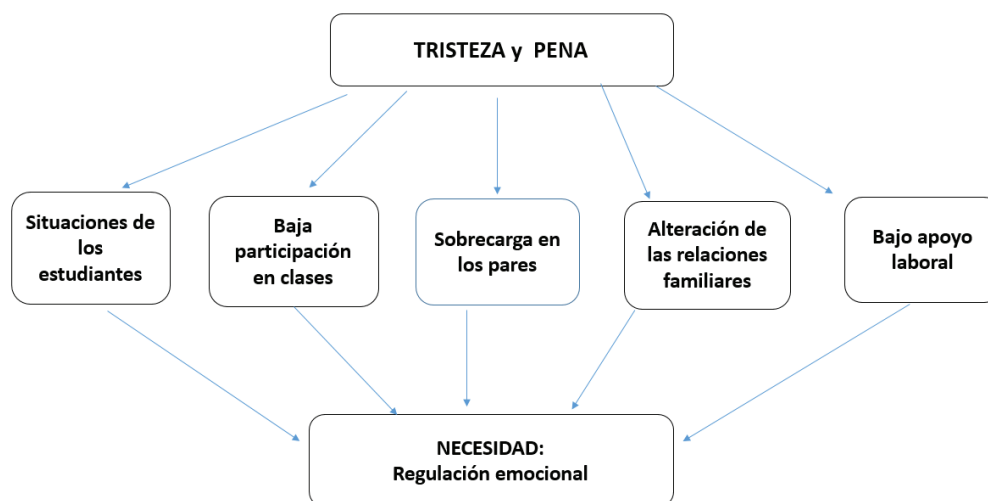 TRISTEZA y PENA
Situaciones de
los
estudiantes
Baja
participación
en clases
Sobrecarga en
los pares
Alteración de
las relaciones
familiares
Bajo apoyo
laboral
NECESIDAD:
Regulación emocional